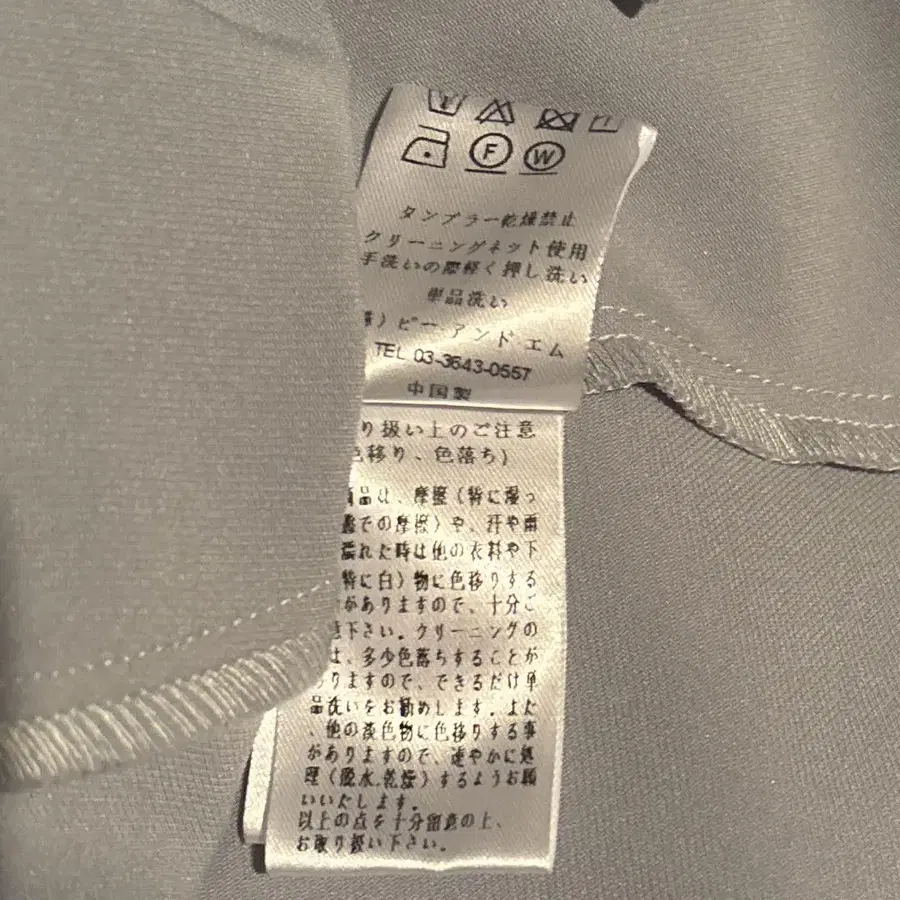 F W
タンブラー乾燥禁止
クリーニングネット使用
手洗いの際軽く押し洗い
単品洗い
）ビー・アンド・エム
TEL 03-3643-0557
中国製
り扱い上のご注意
色移り、色落ち)
商品は、摩擦(特に湿っ
態での摩擦)や、汗や雨
濡れた時は他の衣料や下
特に白)物に色移りする
がありますので、十分ご
意下さい。クリーニングの
は、多少色落ちすることが
りますので、できるだけ単
品洗いをお勧めします。また
、他の淡色物に色移りする事
がありますので、速やかに処
理(脱水,乾燥)するようお願
いいたします。
以上の点を十分留意の上、
お取り扱い下さい。